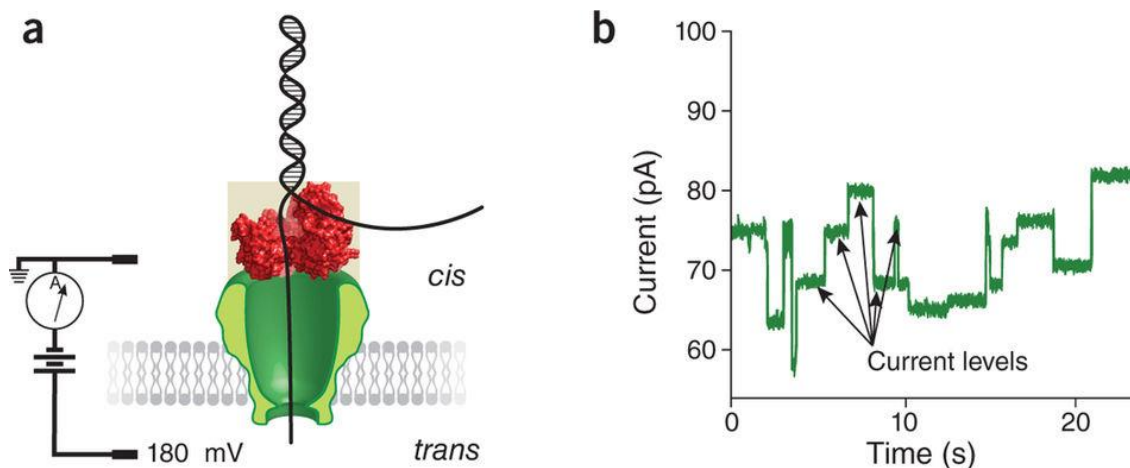 a
A
cis
trans
180 mV
b
Current (pA)
100
90
80
70
60
Current levels
0
10
20
Time (s)